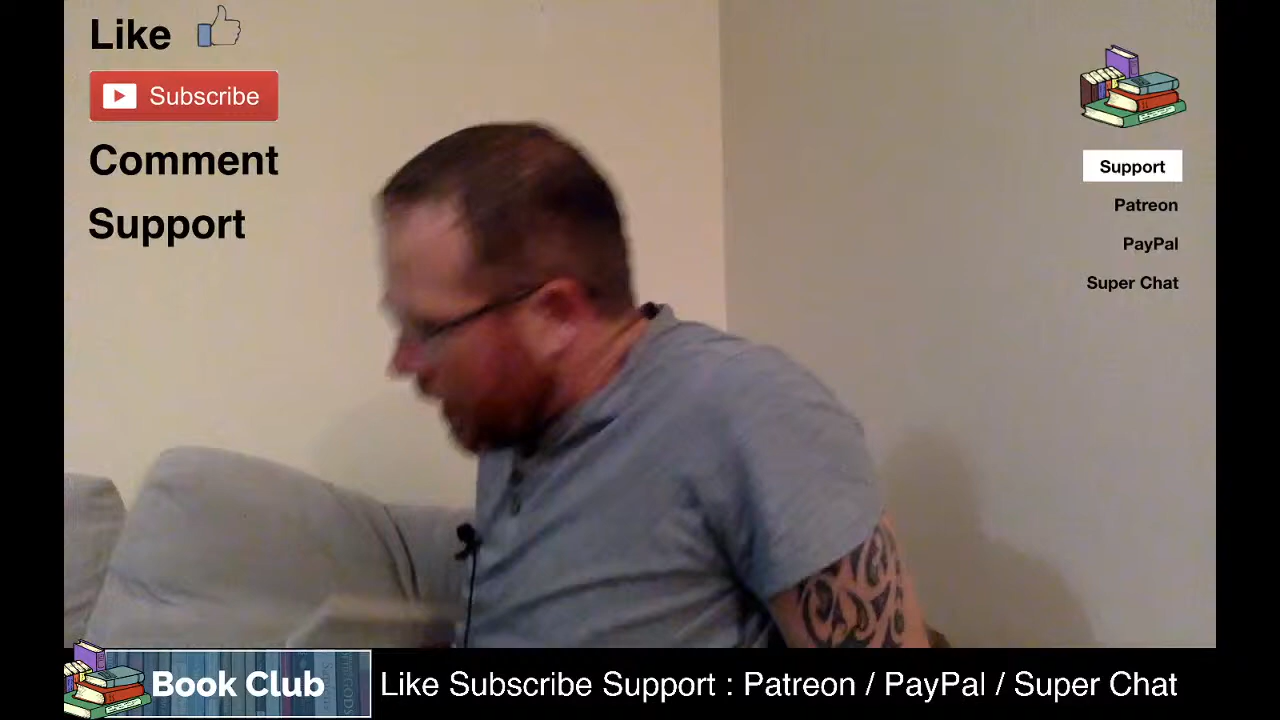 Like
Subscribe
Comment
Support
Support
Patreon
PayPal
Super Chat
Book Club
Like Subscribe Support : Patreon / PayPal / Super Chat